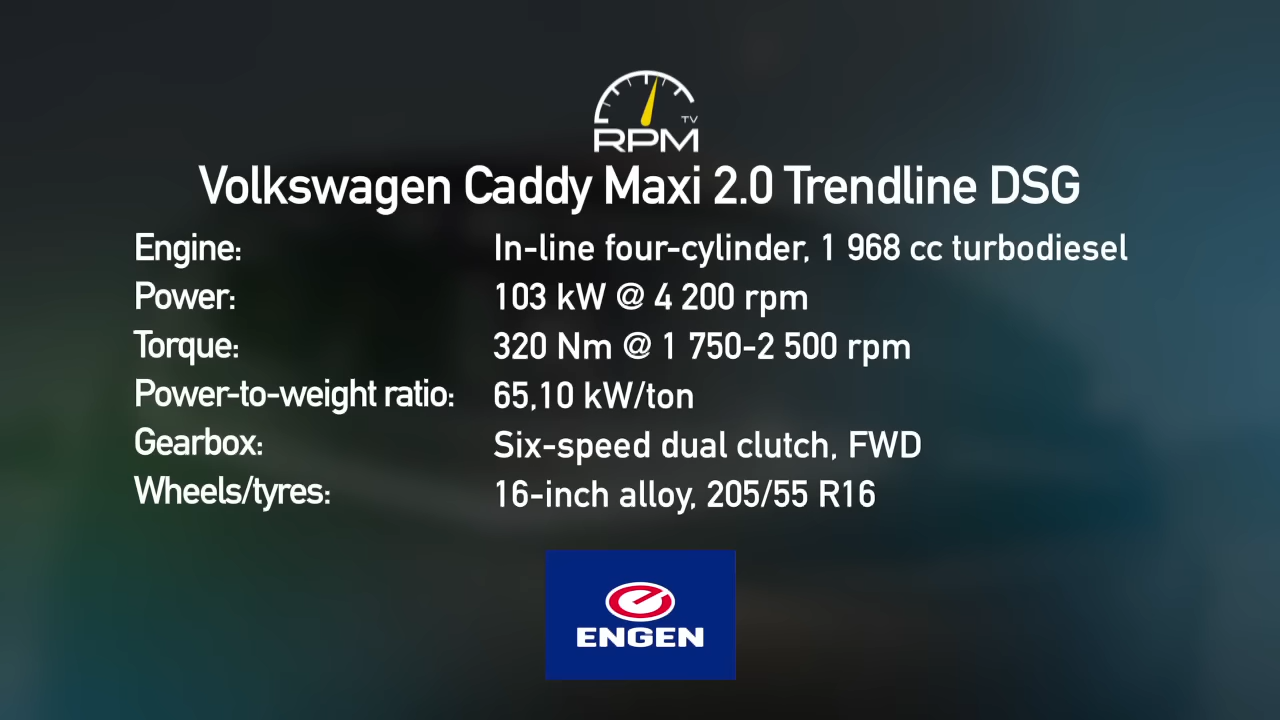 TV
RPM
Volkswagen Caddy Maxi 2.0 Trendline DSG
Engine: In-line four-cylinder, 1 968 cc turbodiesel
Power: 103 kW @ 4 200 rpm
Torque: 320 Nm @ 1 750-2 500 rpm
Power-to-weight ratio: 65,10 kW/ton
Gearbox: Six-speed dual clutch, FWD
Wheels/tyres: 16-inch alloy, 205/55 R16
ENGEN